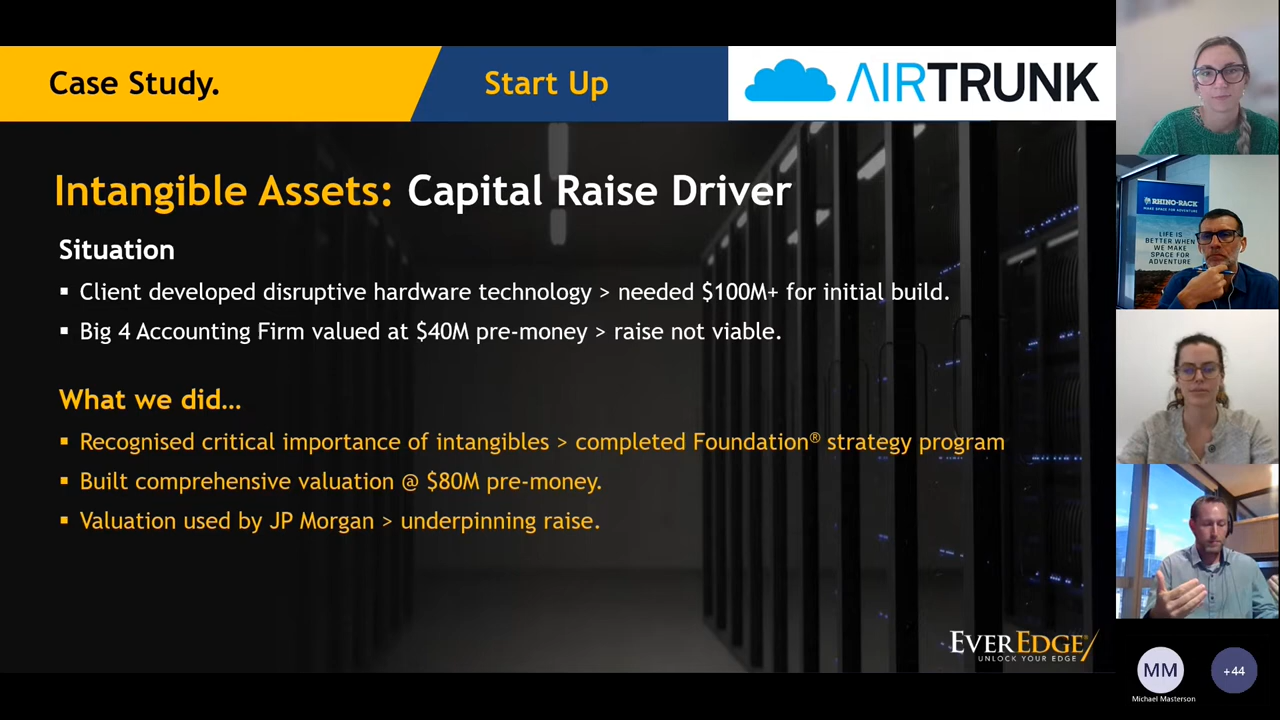 Case Study.
Start Up
AIRTRUNK
Intangible Assets: Capital Raise Driver
Situation
▪ Client developed disruptive hardware technology > needed $100M+ for initial build.
▪ Big 4 Accounting Firm valued at $40M pre-money > raise not viable.
What we did…
▪ Recognised critical importance of intangibles > completed Foundation® strategy program
▪ Built comprehensive valuation @ $80M pre-money.
▪ Valuation used by JP Morgan > underpinning raise.
EVEREDGE®
UNLOCK YOUR EDGE
RHINO-RACK
MAKE SPACE FOR ADVENTURE
LIFE IS
BETTER WHEN
WE MAKE
SPACE FOR
ADVENTURE
MM
Michael Masterson
+44